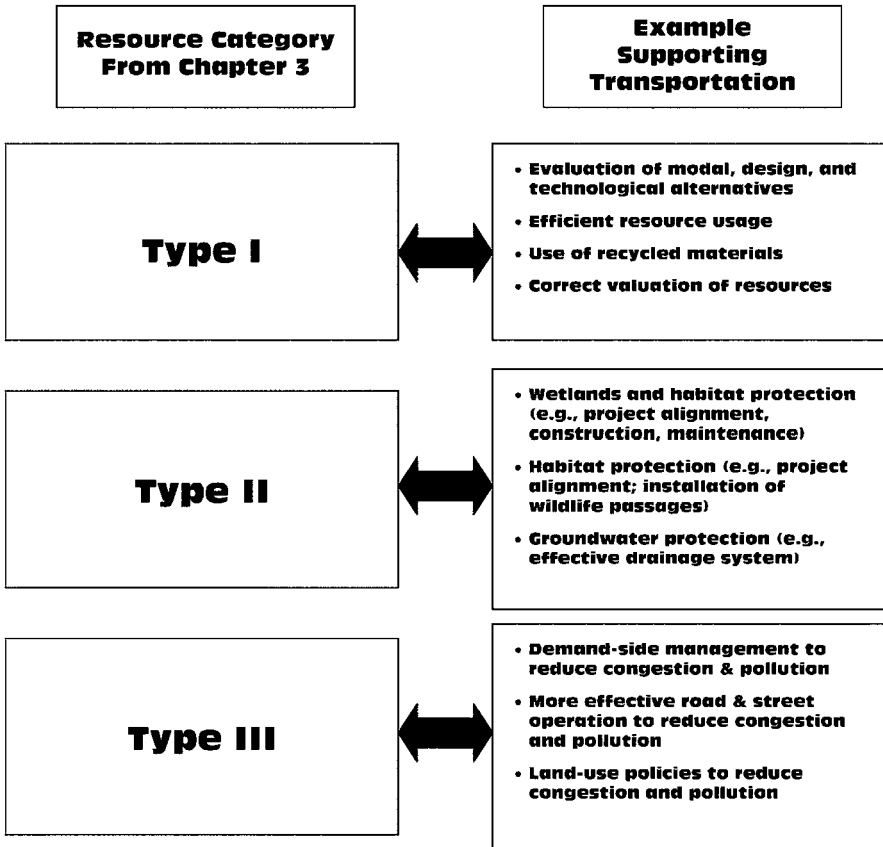 Resource Category
From Chapter 3
Example
Supporting
Transportation
Type I
• Evaluation of modal, design, and
technological alternatives
• Efficient resource usage
• Use of recycled materials
• Correct valuation of resources
Type II
• Wetlands and habitat protection
(e.g., project alignment,
construction, maintenance)
• Habitat protection (e.g., project
alignment; installation of
wildlife passages)
• Groundwater protection (e.g.,
effective drainage system)
Type III
• Demand-side management to
reduce congestion & pollution
• More effective road & street
operation to reduce congestion
and pollution
• Land-use policies to reduce
congestion and pollution